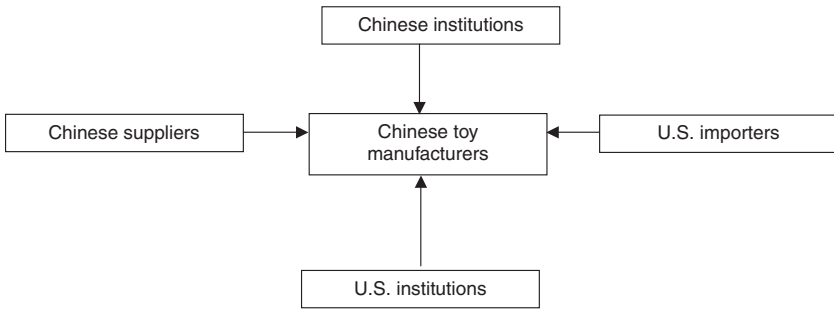 Chinese institutions
Chinese suppliers
Chinese toy
manufacturers
U.S. importers
U.S. institutions